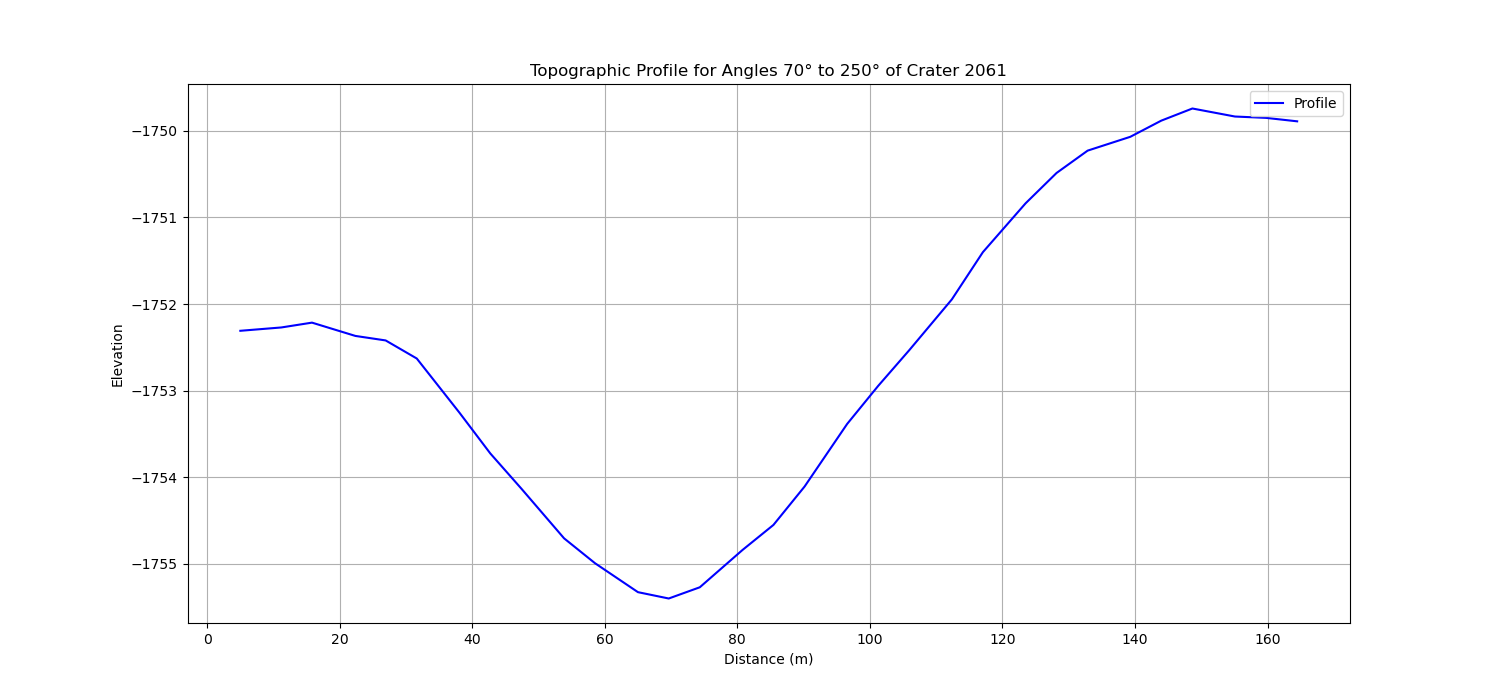 Topographic Profile for Angles 70° to 250° of Crater 2061
Profile
Elevation
−1750
−1751
−1752
−1753
−1754
−1755
0 20 40 60 80 100 120 140 160
Distance (m)